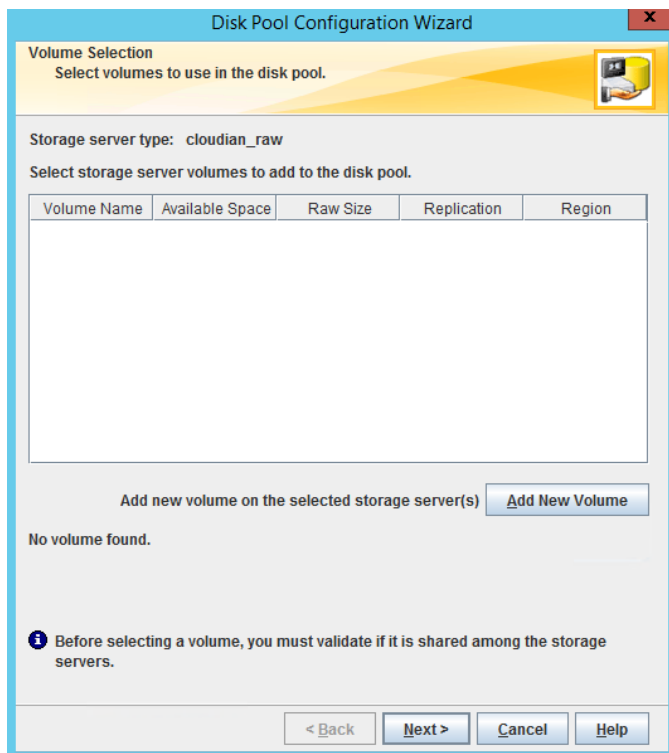 Disk Pool Configuration Wizard
x
Volume Selection
Select volumes to use in the disk pool.
Storage server type: cloudian_raw
Select storage server volumes to add to the disk pool.
Volume Name Available Space Raw Size Replication Region
Add new volume on the selected storage server(s) Add New Volume
No volume found.
Before selecting a volume, you must validate if it is shared among the storage
servers.
< Back Next > Cancel Help